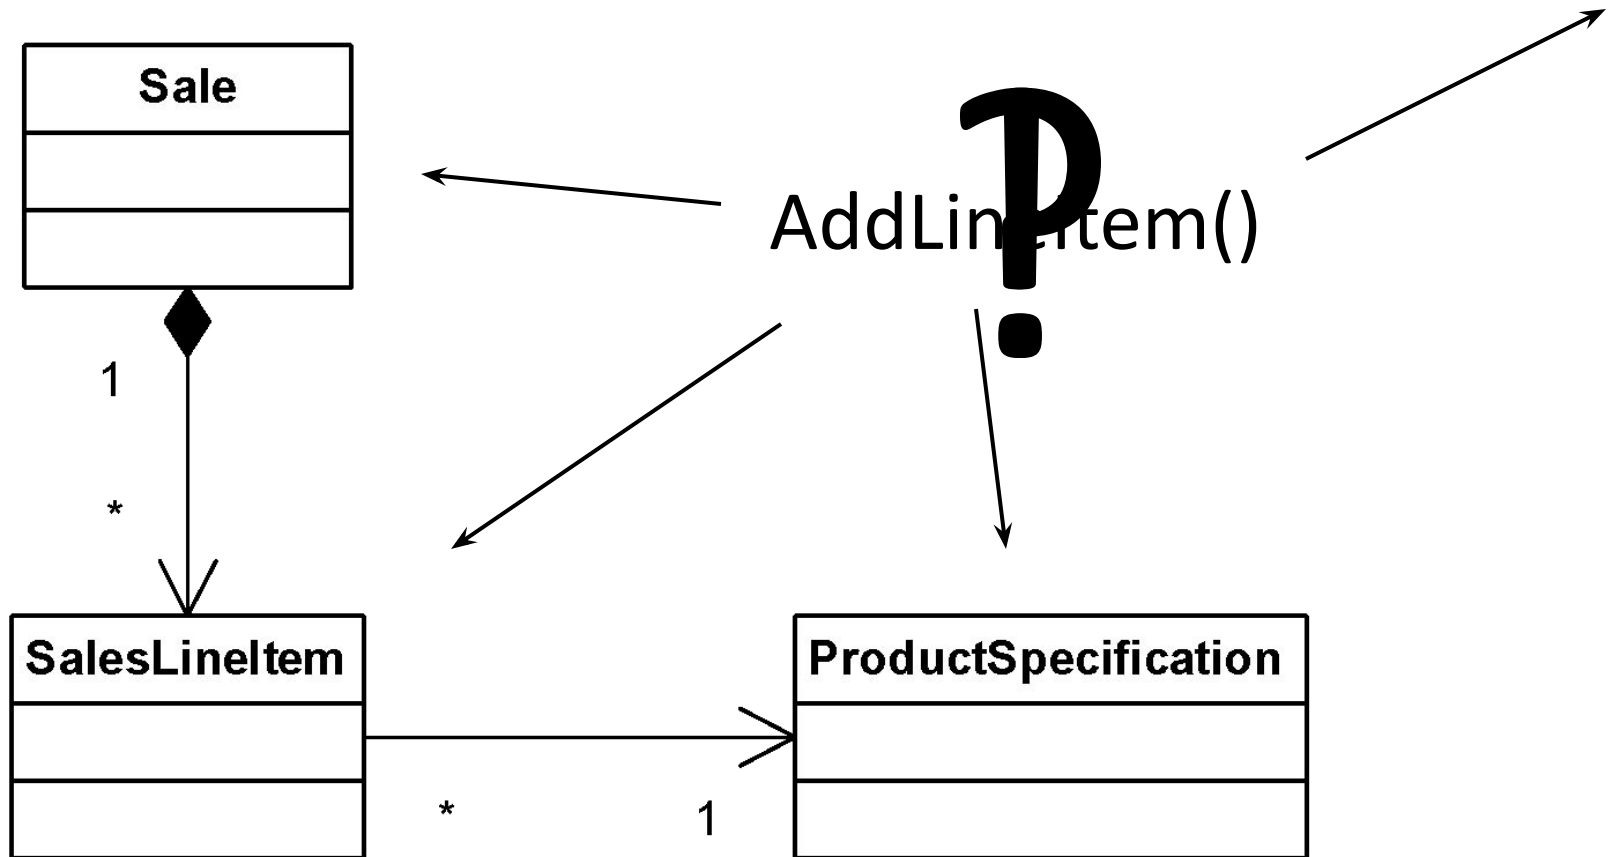 Sale
AddLineItem()
‽
1
*
SalesLineItem
ProductSpecification
*
1